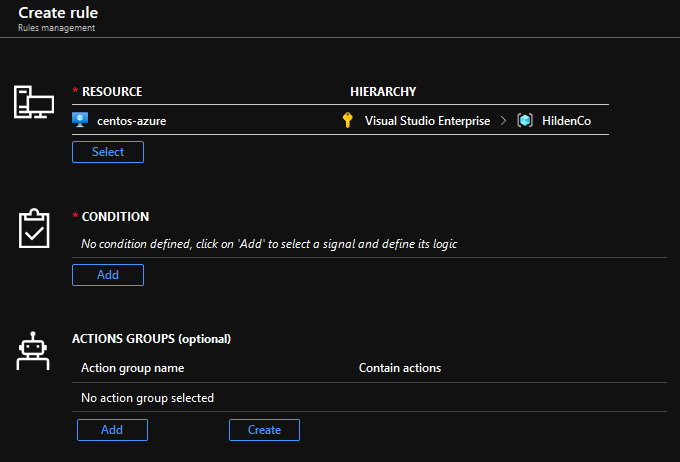 Create rule
Rules management
* RESOURCE HIERARCHY
centos-azure Visual Studio Enterprise > HildenCo
Select
* CONDITION
No condition defined, click on 'Add' to select a signal and define its logic
Add
ACTIONS GROUPS (optional)
Action group name Contain actions
No action group selected
Add Create